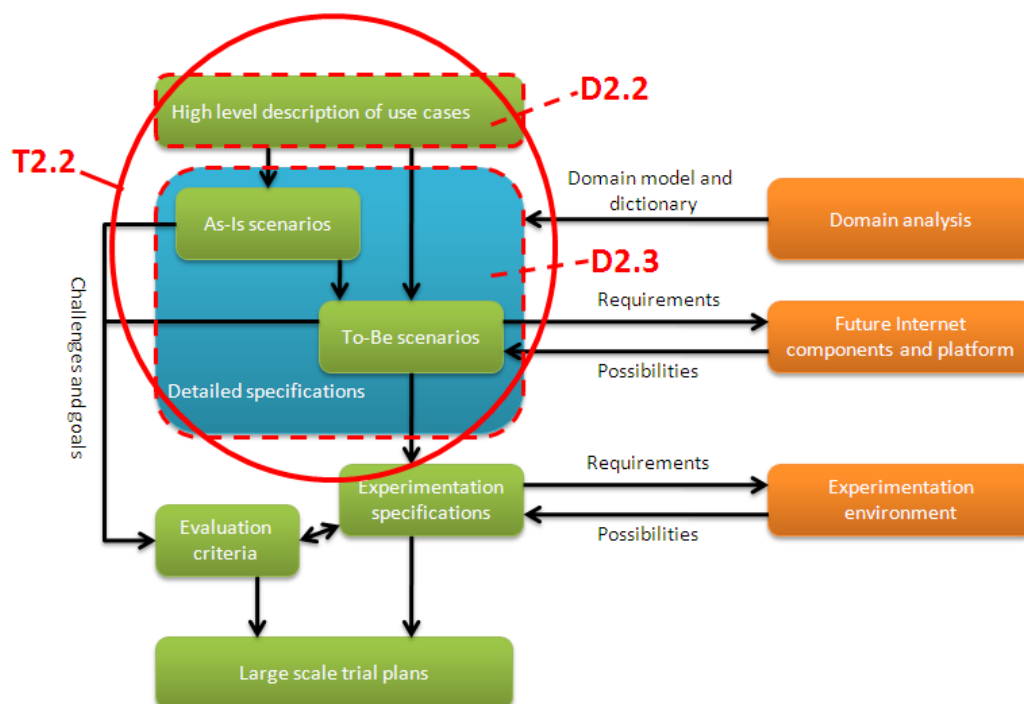 D2.2
High level description of use cases
T2.2
Domain model and
dictionary
As-Is scenarios
Domain analysis
D2.3
Challenges and goals
Requirements
To-Be scenarios
Future Internet
components and platform
Possibilities
Detailed specifications
Requirements
Experimentation
specifications
Experimentation
environment
Evaluation
criteria
Possibilities
Large scale trial plans